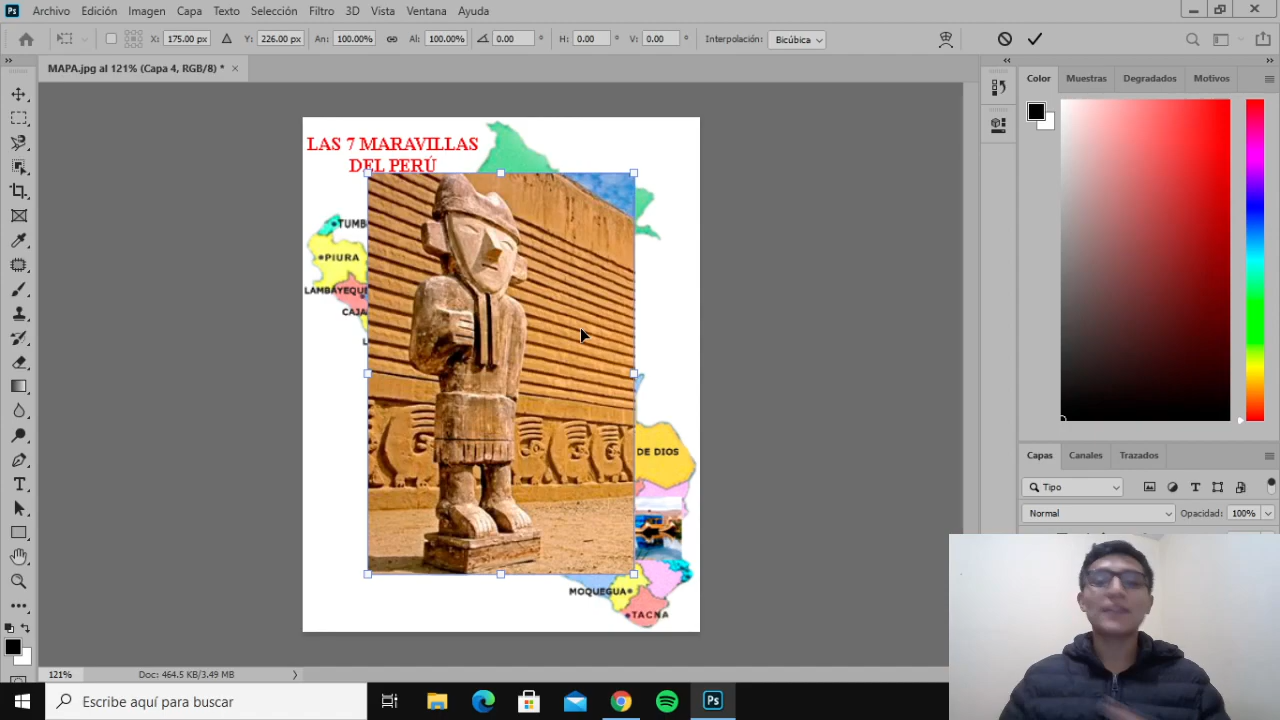 Ps Archivo Edición Imagen Capa Texto Selección Filtro 3D Vista Ventana Ayuda
X: 175.00 px Y: 226.00 px An: 100.00% Al: 100.00% 0.00 ° H: 0.00 ° V: 0.00 ° Interpolación: Bicúbica
MAPA.jpg al 121% (Capa 4, RGB/8) * ×
Color Muestras Degradados Motivos
LAS 7 MARAVILLAS
DEL PERÚ
TUMB
PIURA
LAMBAYEQUE
CAJA
L
DE DIOS
MOQUEGUA
TACNA
Capas Canales Trazados
Tipo
Normal Opacidad: 100%
121% Doc: 464.5 KB/3.49 MB
Escribe aquí para buscar
Ps